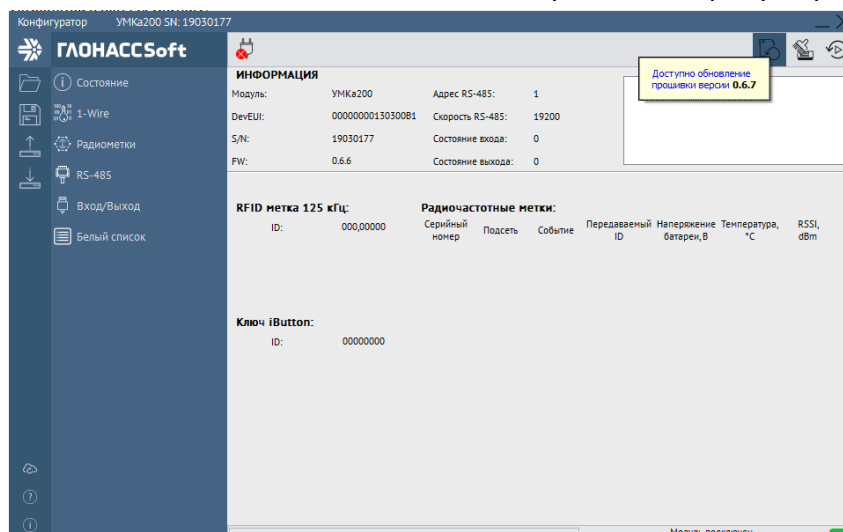 Конфигуратор УМКа200 SN: 19030177
ГЛОНАССSoft
Состояние
1-Wire
Радиометки
RS-485
Вход/Выход
Белый список
Доступно обновление
прошивки версии 0.6.7
ИНФОРМАЦИЯ
Модуль: УМКа200 Адрес RS-485: 1
DevEUI: 00000000130300B1 Скорость RS-485: 19200
S/N: 19030177 Состояние входа: 0
FW: 0.6.6 Состояние выхода: 0
RFID метка 125 кГц: Радиочастотные метки:
ID: 000,00000
Серийный номер Подсеть Событие Передаваемый ID Напряжение батареи,В Температура, °C RSSI, dBm
Ключ iButton:
ID: 00000000